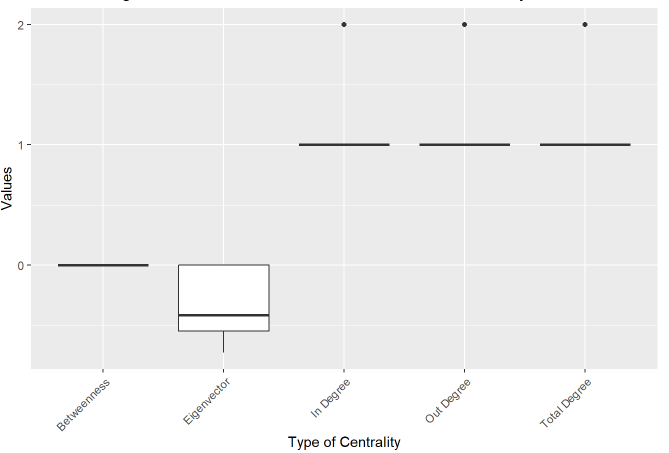 2
1
0
Values
Betweenness
Eigenvector
In Degree
Out Degree
Total Degree
Type of Centrality